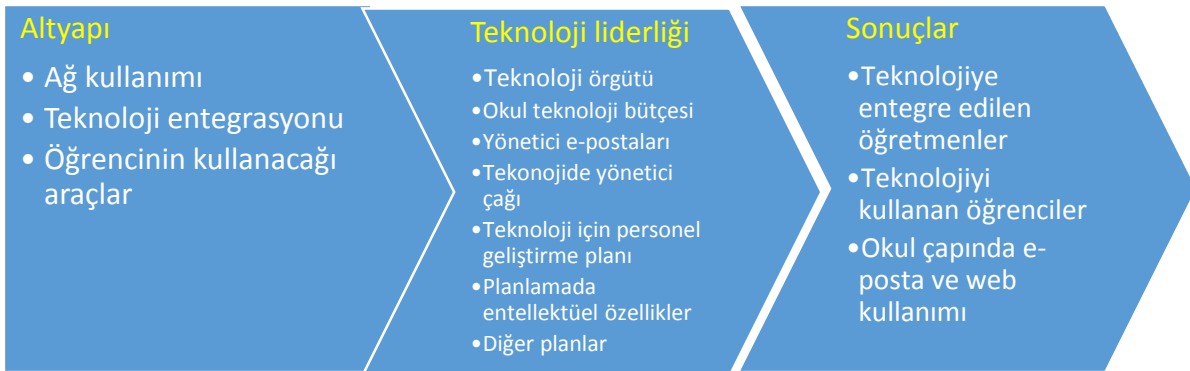 Altyapı
• Ağ kullanımı
• Teknoloji entegrasyonu
• Öğrencinin kullanacağı
araçlar
Teknoloji liderliği
•Teknoloji örgütü
•Okul teknoloji bütçesi
•Yönetici e-postaları
•Tekonojide yönetici
çağı
•Teknoloji için personel
geliştirme planı
•Planlamada
entellektüel özellikler
•Diğer planlar
Sonuçlar
•Teknolojiye
entegre edilen
öğretmenler
•Teknolojiyi
kullanan öğrenciler
•Okul çapında e-
posta ve web
kullanımı